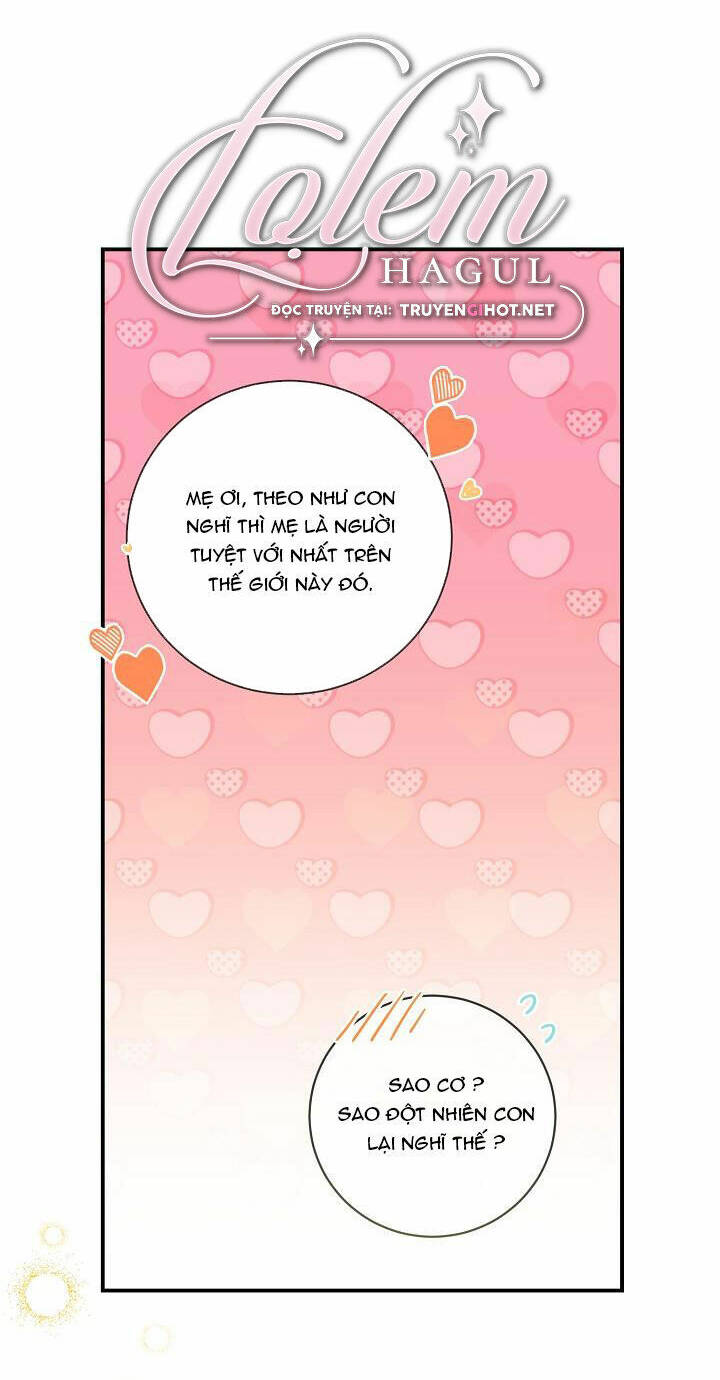 Lọlem
HAGUL
ĐỌC TRUYỆN TẠI: TRUYENGIHOT.NET
MẸ ƠI, THEO NHƯ CON
NGHĨ THÌ MẸ LÀ NGƯỜI
TUYỆT VỚI NHẤT TRÊN
THẾ GIỚI NÀY ĐÓ.
SAO CƠ ?
SAO ĐỘT NHIÊN CON
LẠI NGHĨ THẾ ?